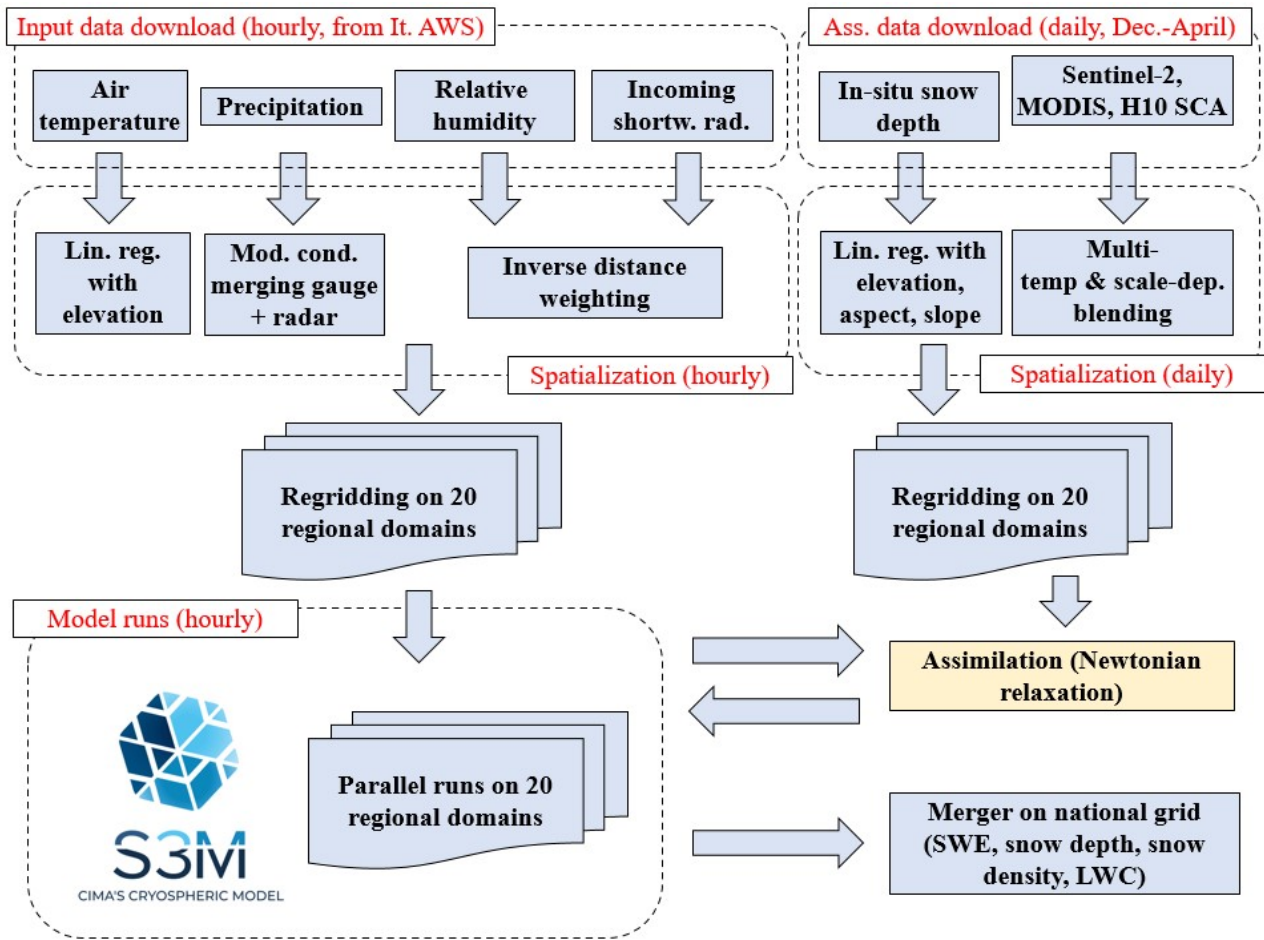 Input data download (hourly, from It. AWS)
Air
temperature
Precipitation
Relative
humidity
Incoming
shortw. rad.
Ass. data download (daily, Dec.-April)
In-situ snow
depth
Sentinel-2,
MODIS, H10 SCA
Lin. reg.
with
elevation
Mod. cond.
merging gauge
+ radar
Inverse distance
weighting
Spatialization (hourly)
Lin. reg. with
elevation,
aspect, slope
Multi-
temp & scale-dep.
blending
Spatialization (daily)
Regridding on 20
regional domains
Regridding on 20
regional domains
Model runs (hourly)
S3M
CIMA'S CRYOSPHERIC MODEL
Parallel runs on 20
regional domains
Assimilation (Newtonian
relaxation)
Merger on national grid
(SWE, snow depth, snow
density, LWC)